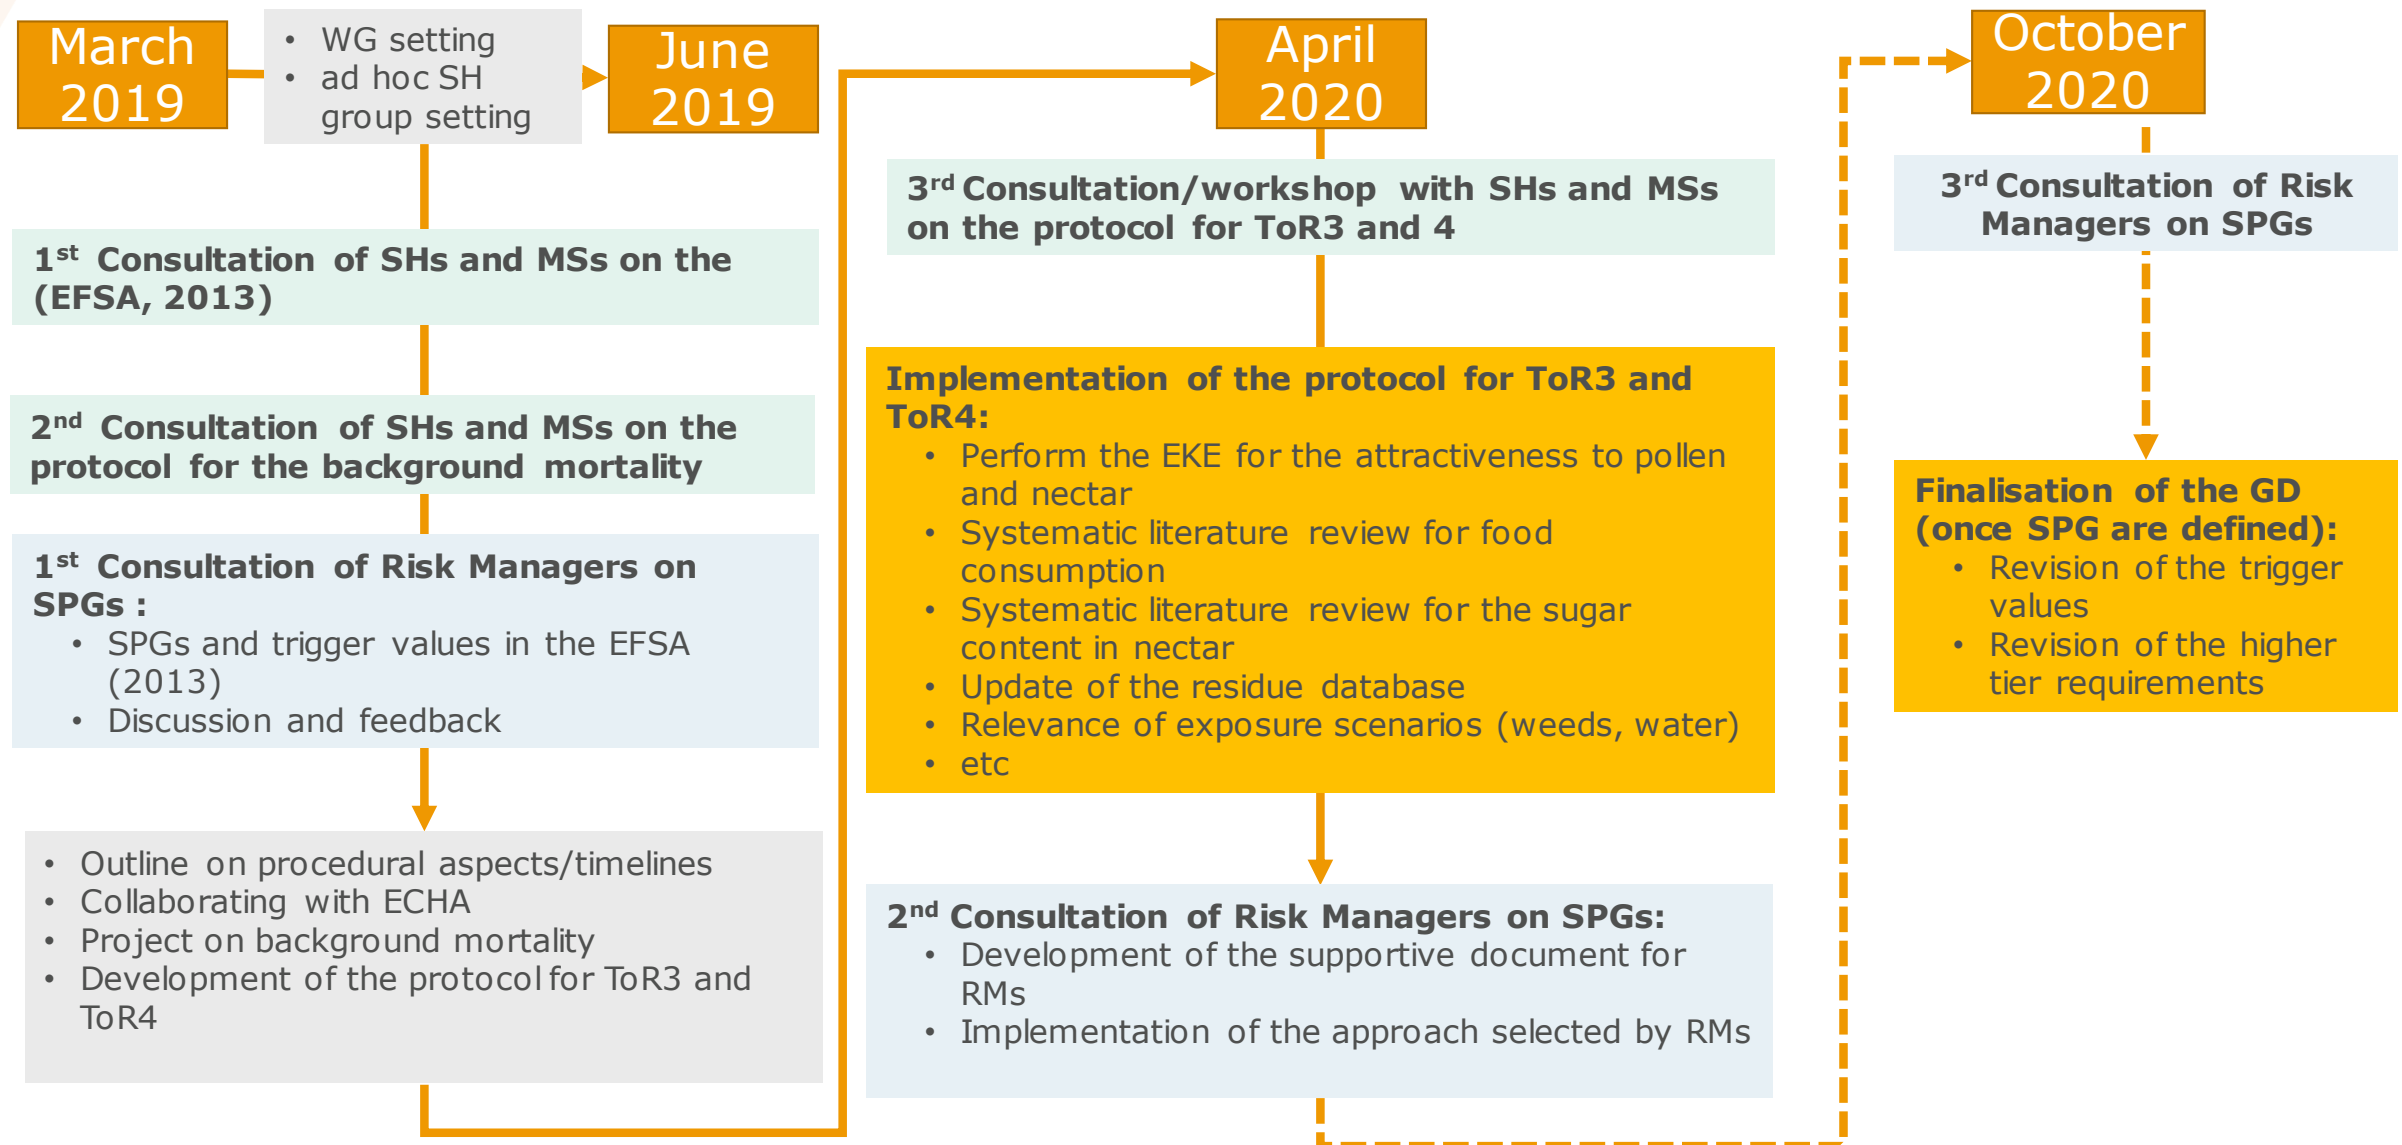 March
2019
• WG setting
• ad hoc SH
group setting
June
2019
1st Consultation of SHs and MSs on the
(EFSA, 2013)
2nd Consultation of SHs and MSs on the
protocol for the background mortality
1st Consultation of Risk Managers on
SPGs :
• SPGs and trigger values in the EFSA
(2013)
• Discussion and feedback
• Outline on procedural aspects/timelines
• Collaborating with ECHA
• Project on background mortality
• Development of the protocol for ToR3 and
ToR4
April
2020
3rd Consultation/workshop with SHs and MSs
on the protocol for ToR3 and 4
Implementation of the protocol for ToR3 and
ToR4:
• Perform the EKE for the attractiveness to pollen
and nectar
• Systematic literature review for food
consumption
• Systematic literature review for the sugar
content in nectar
• Update of the residue database
• Relevance of exposure scenarios (weeds, water)
• etc
2nd Consultation of Risk Managers on SPGs:
• Development of the supportive document for
RMs
• Implementation of the approach selected by RMs
October
2020
3rd Consultation of Risk
Managers on SPGs
Finalisation of the GD
(once SPG are defined):
• Revision of the trigger
values
• Revision of the higher
tier requirements